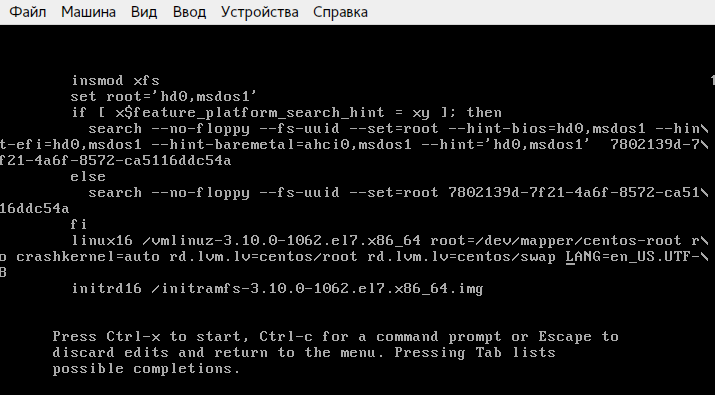 Файл Машина Вид Ввод Устройства Справка
insmod xfs
set root='hd0,msdos1'
if [ x$feature_platform_search_hint = xy ]; then
search --no-floppy --fs-uuid --set=root --hint-bios=hd0,msdos1 --hin\
t-efi=hd0,msdos1 --hint-baremetal=ahci0,msdos1 --hint='hd0,msdos1'  7802139d-7\
f21-4a6f-8572-ca5116ddc54a
else
search --no-floppy --fs-uuid --set=root 7802139d-7f21-4a6f-8572-ca51\
16ddc54a
fi
linux16 /vmlinuz-3.10.0-1062.el7.x86_64 root=/dev/mapper/centos-root r\
o crashkernel=auto rd.lvm.lv=centos/root rd.lvm.lv=centos/swap LANG=en_US.UTF-\
8
initrd16 /initramfs-3.10.0-1062.el7.x86_64.img
Press Ctrl-x to start, Ctrl-c for a command prompt or Escape to
discard edits and return to the menu. Pressing Tab lists
possible completions.